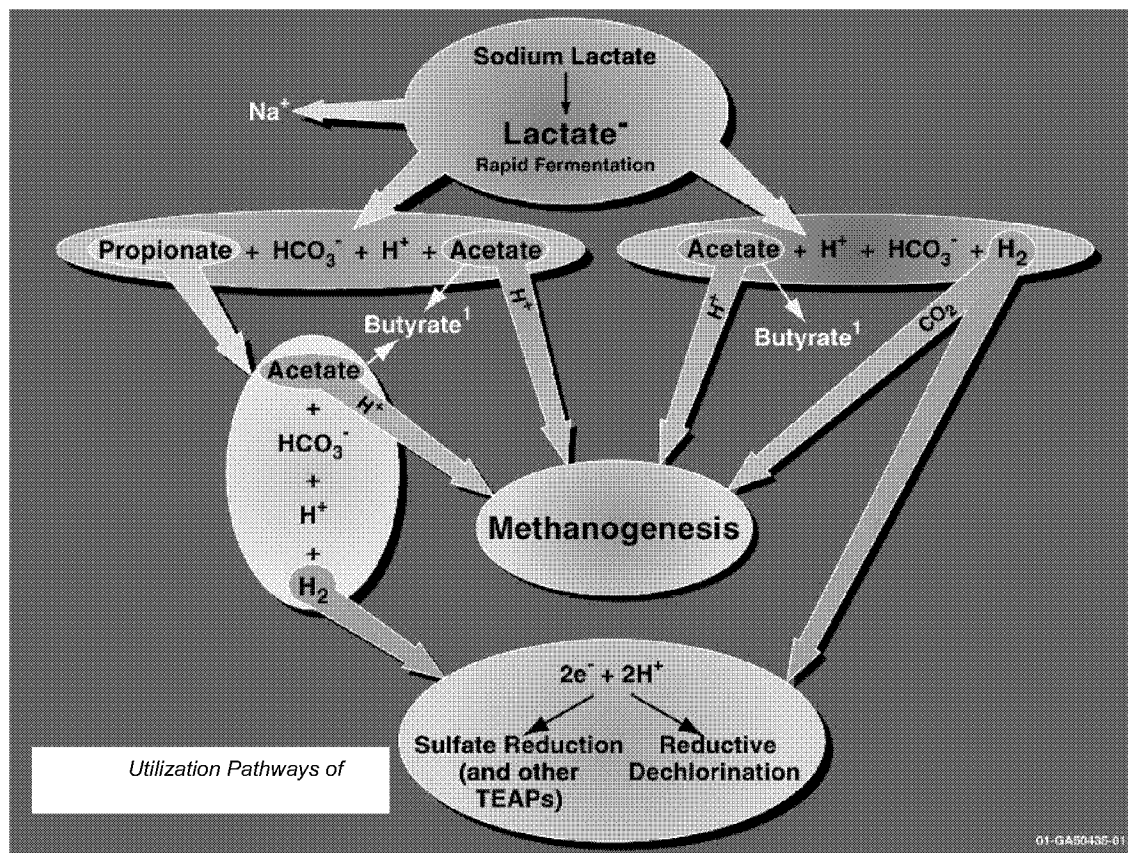 Sodium Lactate
Na⁺
Lactate⁻
Rapid Fermentation
Propionate + HCO₃⁻ + H⁺ + Acetate
Acetate + H⁺ + HCO₃⁻ + H₂
H⁺
H⁺
CO₂
Butyrate¹
Butyrate¹
Acetate
H⁺
+
HCO₃⁻
+
H⁺
+
H₂
Methanogenesis
2e⁻ + 2H⁺
Sulfate Reduction
(and other
TEAPs)
Reductive
Dechlorination
Utilization Pathways of
01-GA50435-01